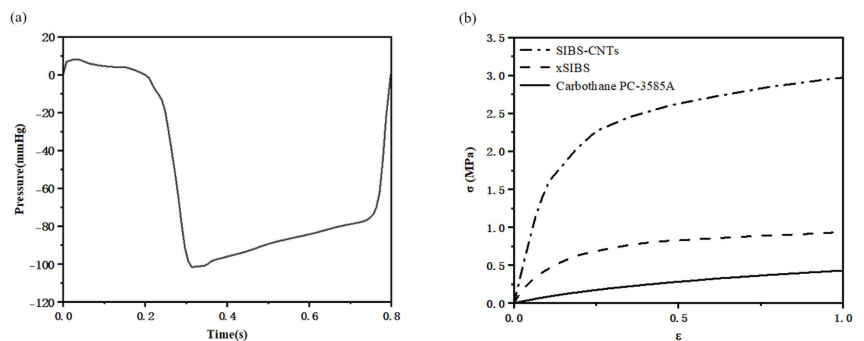 (a)
20
0
-20
-40
-60
-80
-100
-120
Pressure(mmHg)
0.0 0.2 0.4 0.6 0.8
Time(s)
(b)
3.5
3.0
2.5
2.0
1.5
1.0
0.5
0.0
σ (MPa)
SIBS-CNTs
xSIBS
Carbothane PC-3585A
0.0 0.5 1.0
ε